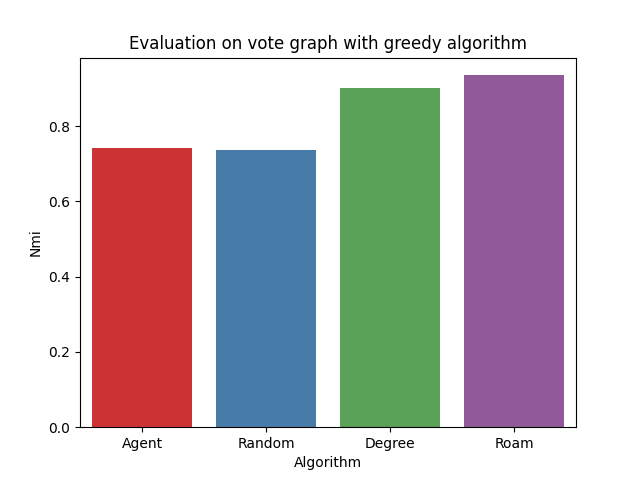 Evaluation on vote graph with greedy algorithm
0.8
0.6
0.4
0.2
0.0
Nmi
Agent Random Degree Roam
Algorithm